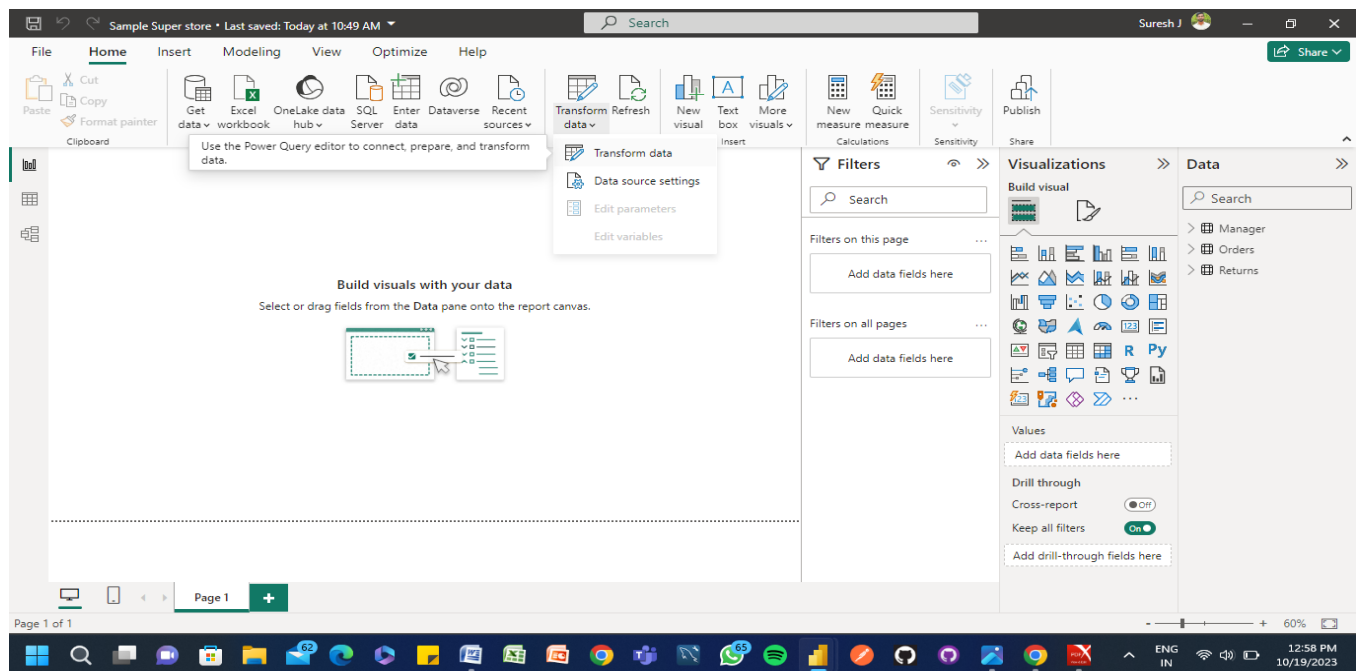 Sample Super store • Last saved: Today at 10:49 AM
Search
Suresh J
File Home Insert Modeling View Optimize Help
Share
Paste
Cut
Copy
Format painter
Clipboard
Get data
Excel workbook
OneLake data hub
SQL Server
Enter data
Dataverse
Recent sources
Transform data
Refresh
New visual
Text box
More visuals
Insert
New measure
Quick measure
Calculations
Sensitivity
Sensitivity
Publish
Share
Use the Power Query editor to connect, prepare, and transform
data.
Transform data
Data source settings
Edit parameters
Edit variables
Build visuals with your data
Select or drag fields from the Data pane onto the report canvas.
Filters
Search
Filters on this page
Add data fields here
Filters on all pages
Add data fields here
Visualizations
Build visual
123
R Py
123
Values
Add data fields here
Drill through
Cross-report Off
Keep all filters On
Add drill-through fields here
Data
Search
Manager
Orders
Returns
Page 1
Page 1 of 1
60%
62
65
ENG
IN
12:58 PM
10/19/2023